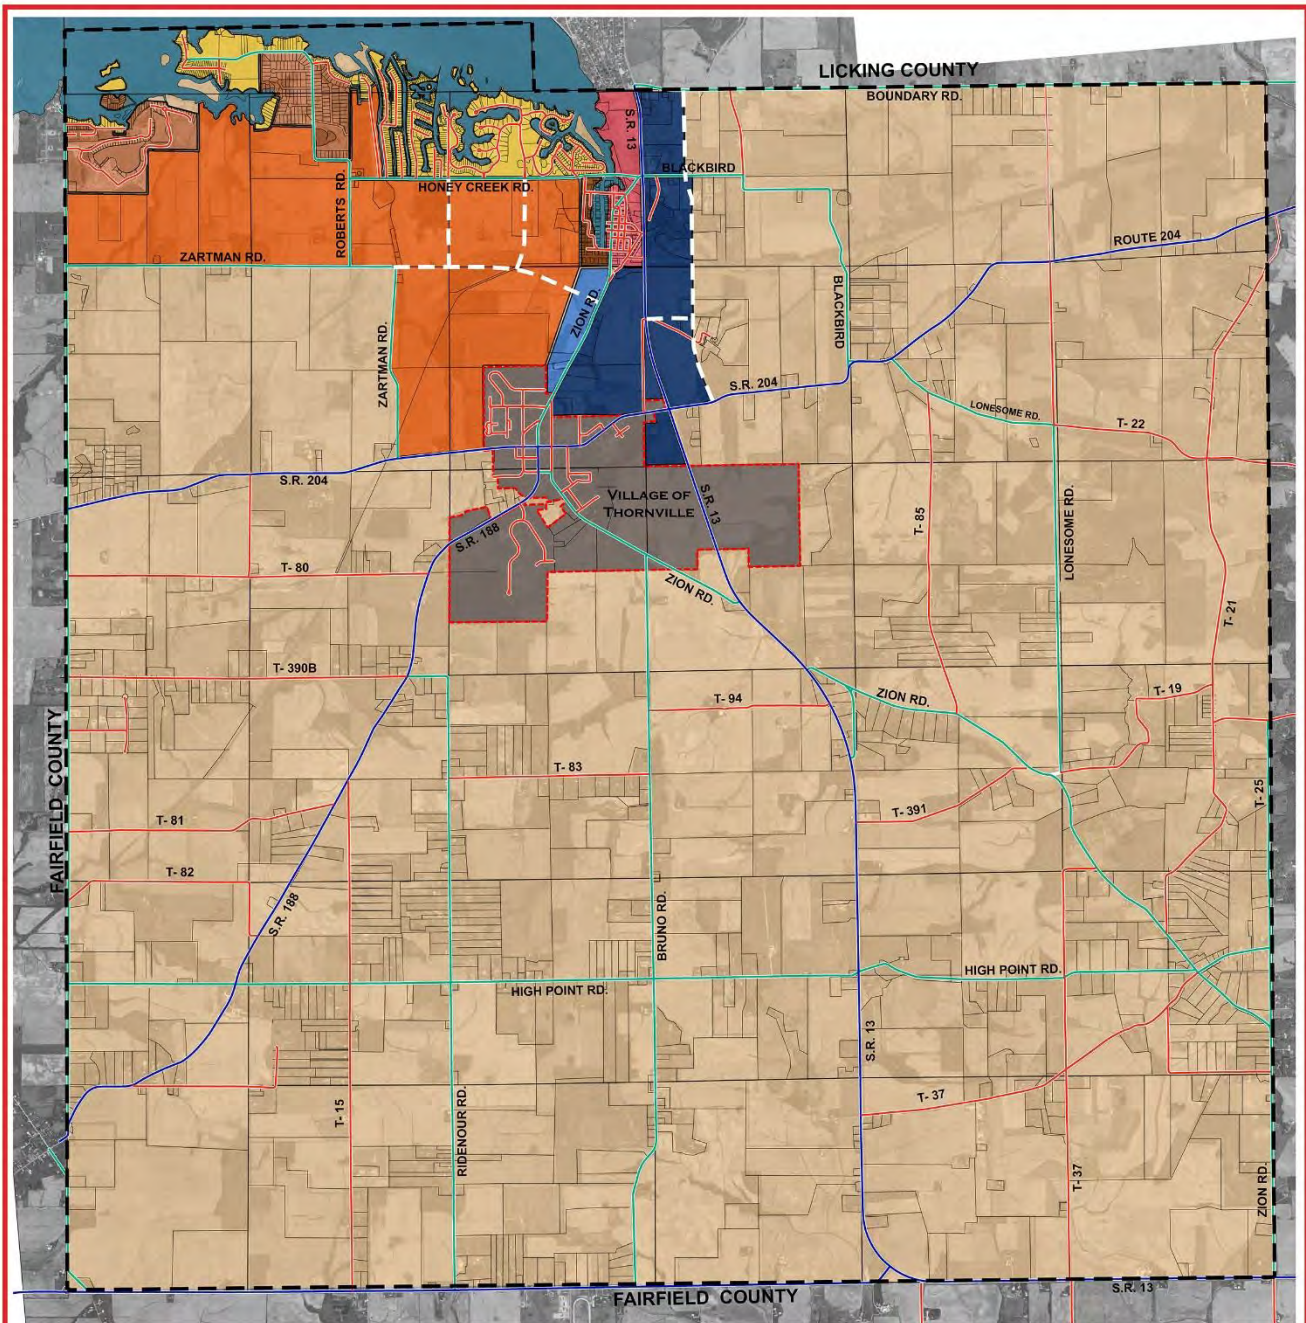 LICKING COUNTY
BOUNDARY RD.
S.R. 13
BLACKBIRD
HONEY CREEK RD.
ROBERTS RD.
ROUTE 204
ZARTMAN RD.
BLACKBIRD
ZION RD.
ZARTMAN RD.
S.R. 204
LONESOME RD.
T- 22
S.R. 204
VILLAGE OF
THORNVILLE
S.R. 13
T- 85
S.R. 188
LONESOME RD.
T- 80
ZION RD.
T- 21
T- 390B
T- 94
ZION RD.
T- 19
FAIRFIELD COUNTY
T- 83
T- 25
T- 81
T- 391
T- 82
S.R. 188
BRUNO RD.
HIGH POINT RD.
HIGH POINT RD.
S.R. 13
T- 15
RIDENOUR RD.
T- 37
T- 37
ZION RD.
S.R. 13
FAIRFIELD COUNTY